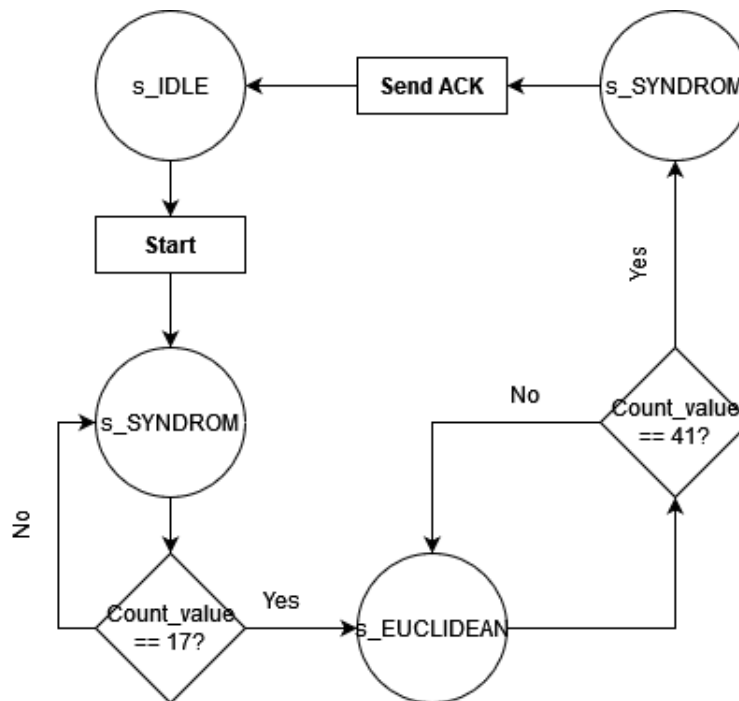 s_IDLE
Send ACK
s_SYNDROM
Start
Yes
s_SYNDROM
No
Count_value
== 41?
No
Count_value
== 17?
Yes
s_EUCLIDEAN